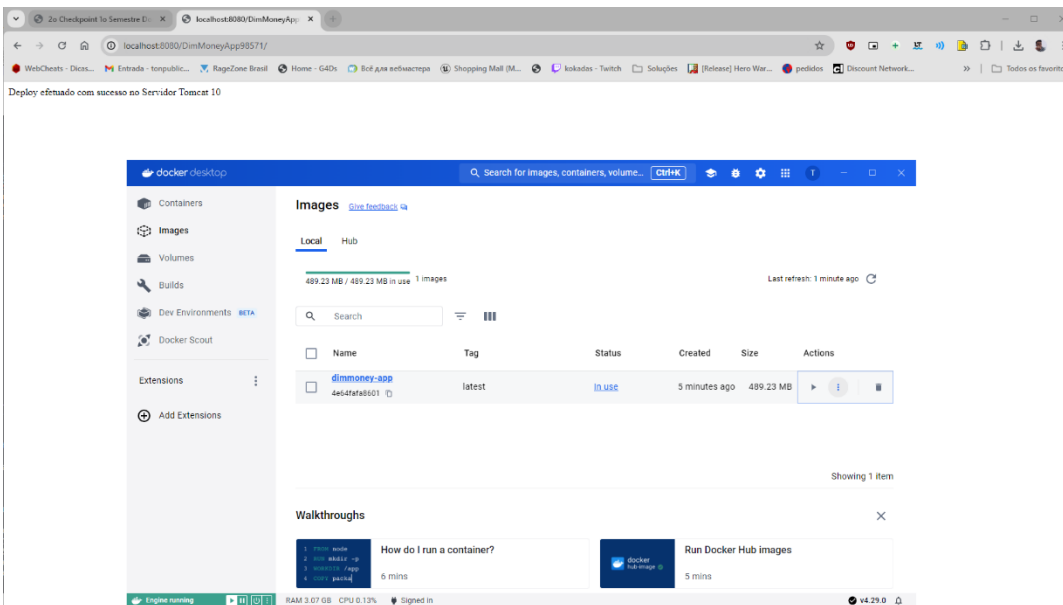 2o Checkpoint 1o Semestre D
localhost:8080/DimMoneyApp
localhost:8080/DimMoneyApp98571/
WebCheats - Dicas... Entrada - tonpublic... RageZone Brasil Home - G4Ds Всё для вебмастера Shopping Mall (M... kokadas - Twitch Soluções [Release] Hero War... pedidos Discount Network... » Todos os favorito
Deploy efetuado com sucesso no Servidor Tomcat 10
docker desktop
Search for images, containers, volume... Ctrl+K
T
Containers
Images
Volumes
Builds
Dev Environments BETA
Docker Scout
Extensions
Add Extensions
Images Give feedback
Local Hub
489.23 MB / 489.23 MB in use 1 images
Last refresh: 1 minute ago
Search
Name Tag Status Created Size Actions
dimmoney-app latest In use 5 minutes ago 489.23 MB
4e64fafa8601
Showing 1 item
Walkthroughs
1 FROM node
2 RUN mkdir -p
3 WORKDIR /app
4 COPY packa
How do I run a container?
6 mins
docker
hub-image
Run Docker Hub images
5 mins
Engine running
RAM 3.07 GB CPU 0.13% Signed in
v4.29.0